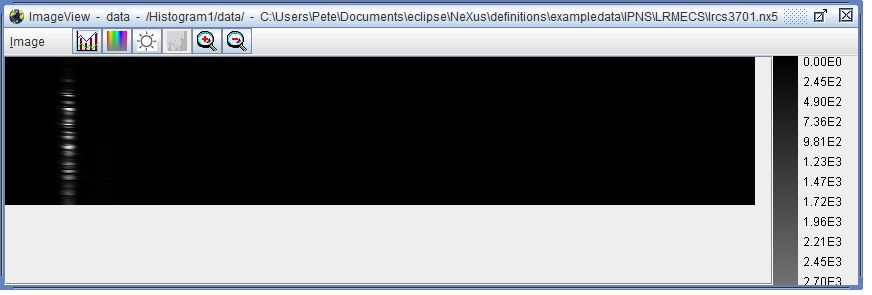 ImageView - data - /Histogram1/data/ - C:\Users\Pete\Documents\eclipse\NeXus\definitions\exampledata\IPNS\LRMECS\lrcs3701.nx5
Image
0.00E0
2.45E2
4.90E2
7.36E2
9.81E2
1.23E3
1.47E3
1.72E3
1.96E3
2.21E3
2.45E3
2.70E3